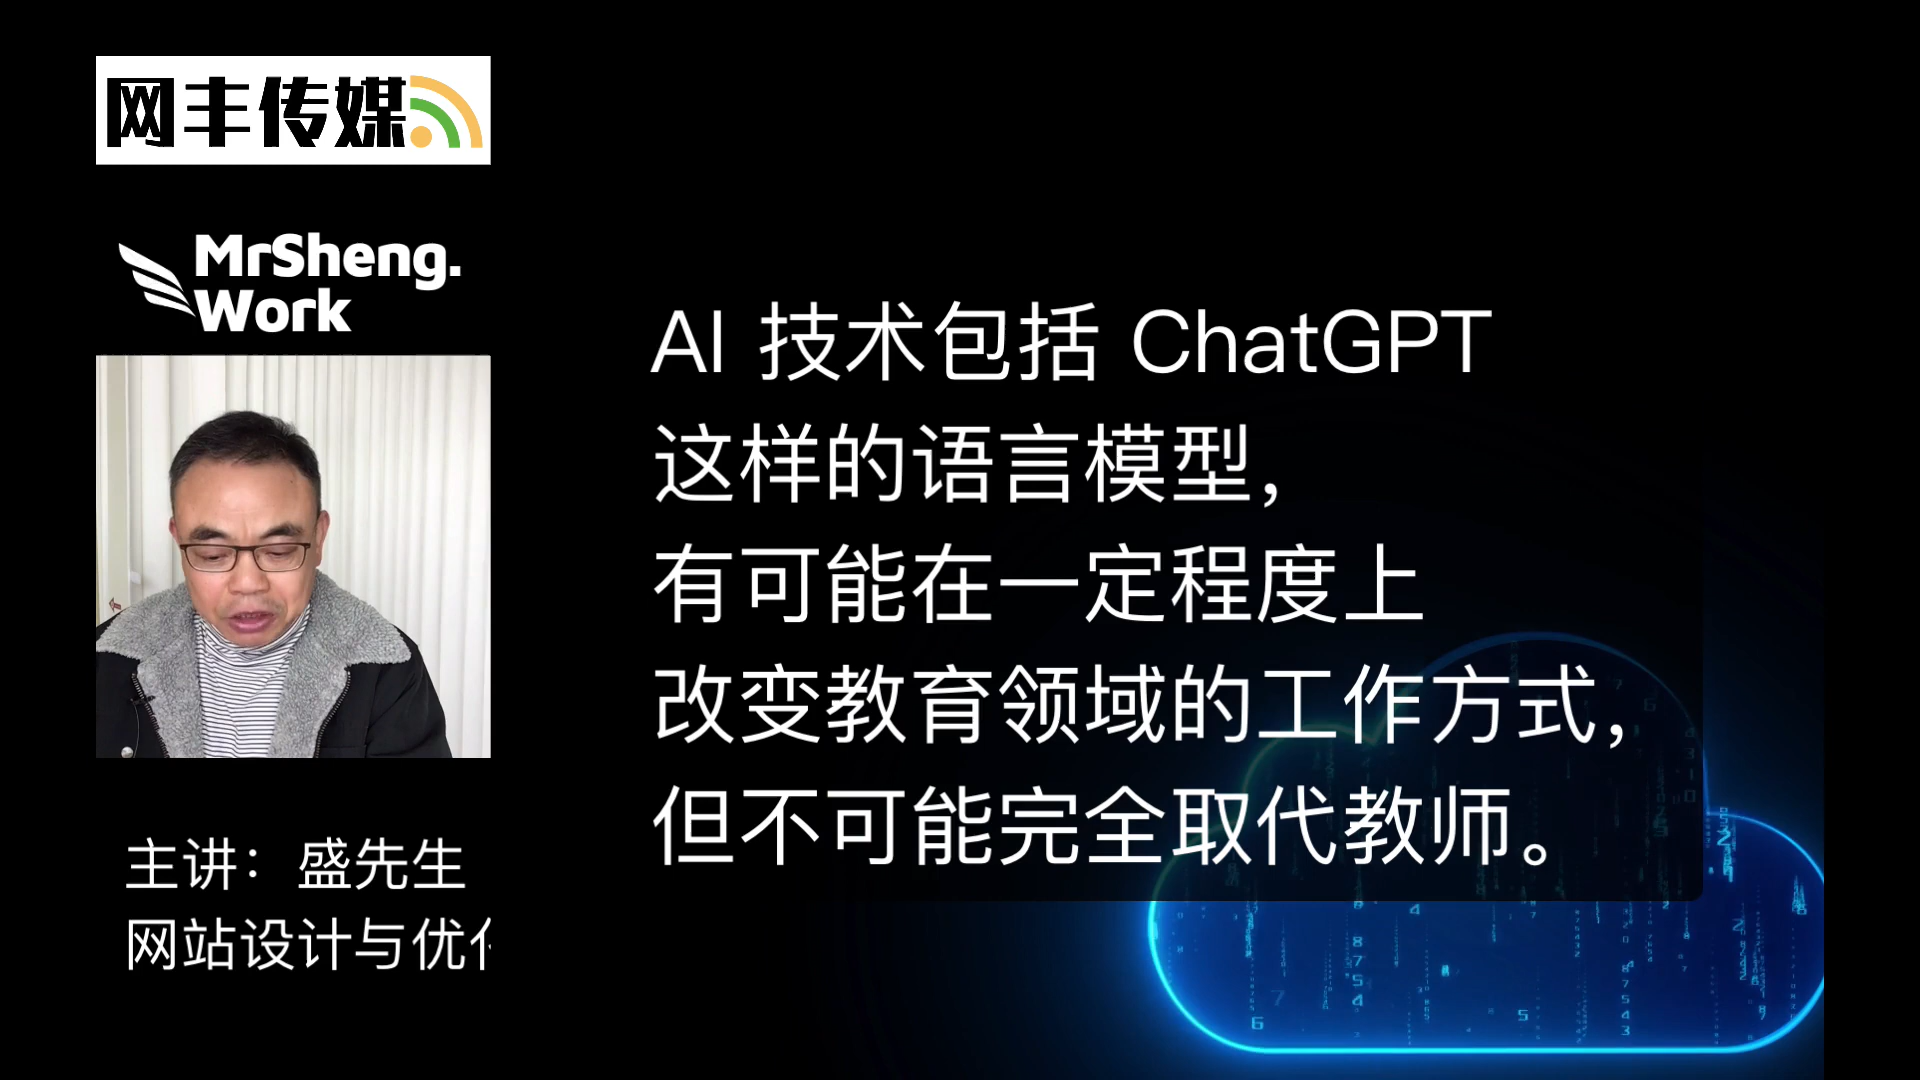 网丰传媒
MrSheng.
Work
主讲：盛先生
网站设计与优
AI 技术包括 ChatGPT
这样的语言模型，
有可能在一定程度上
改变教育领域的工作方式，
但不可能完全取代教师。